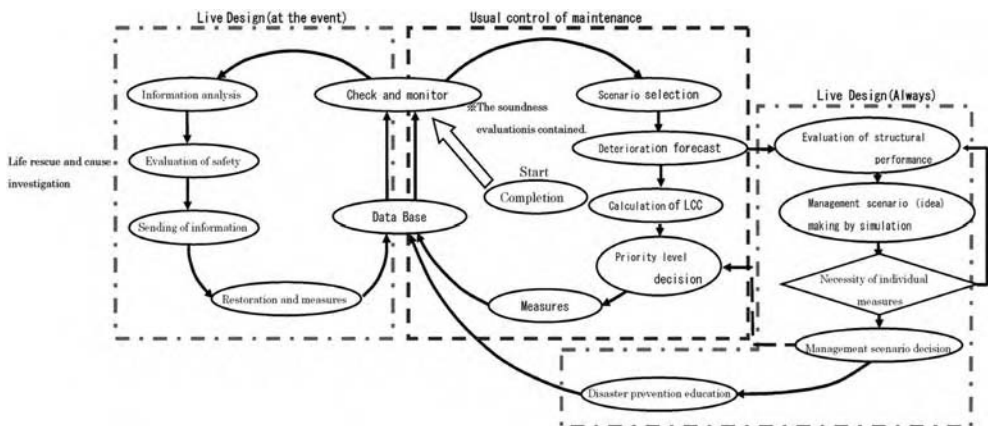 Live Design(at the event)
Usual control of maintenance
Information analysis
Check and monitor
Scenario selection
※The soundness
evaluationis contained.
Live Design(Always)
Evaluation of structural
performance
Deterioration forecast
Life rescue and cause
investigation
Evaluation of safety
Start
Completion
Calculation of LCC
Management scenario (idea)
making by simulation
Data Base
Sending of information
Priority level
decision
Necessity of individual
measures
Restoration and measures
Measures
Management scenario decision
Disaster prevention education